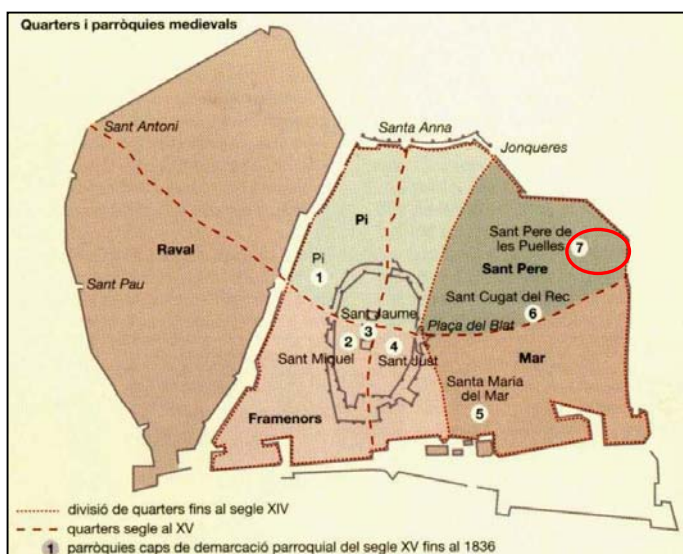 Quarters i parròquies medievals
Sant Antoni
Santa Anna
Jonqueres
Pi
Sant Pere de
les Puelles
7
Raval
Pi
1
Sant Pere
Sant Pau
Sant Cugat del Rec
6
Sant Jaume
3
Plaça del Blat
2
4
Sant Miquel
Sant Just
Mar
Santa Maria
del Mar
5
Framenors
divisió de quarters fins al segle XIV
quarters segle al XV
1 parròquies caps de demarcació parroquial del segle XV fins al 1836